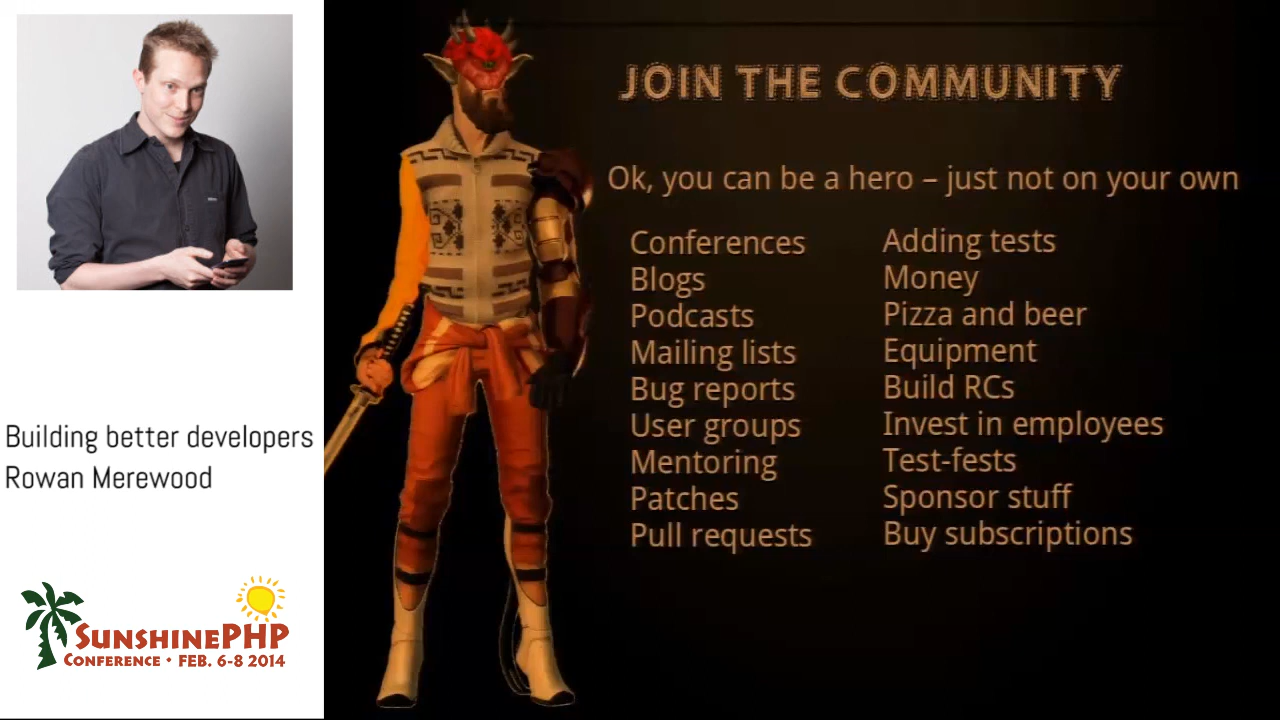 Building better developers
Rowan Merewood
SUNSHINEPHP
CONFERENCE • FEB. 6-8 2014
JOIN THE COMMUNITY
Ok, you can be a hero – just not on your own
Conferences
Blogs
Podcasts
Mailing lists
Bug reports
User groups
Mentoring
Patches
Pull requests
Adding tests
Money
Pizza and beer
Equipment
Build RCs
Invest in employees
Test-fests
Sponsor stuff
Buy subscriptions